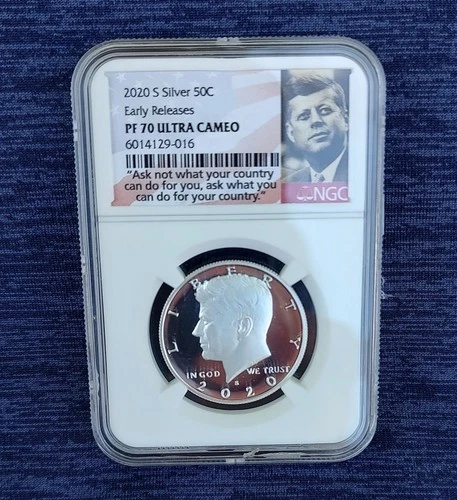 2020 S Silver 50C
Early Releases
PF 70 ULTRA CAMEO
6014129-016
"Ask not what your country
can do for you, ask what you
can do for your country."
NGC
LIBERTY
IN GOD WE TRUST
S
2020